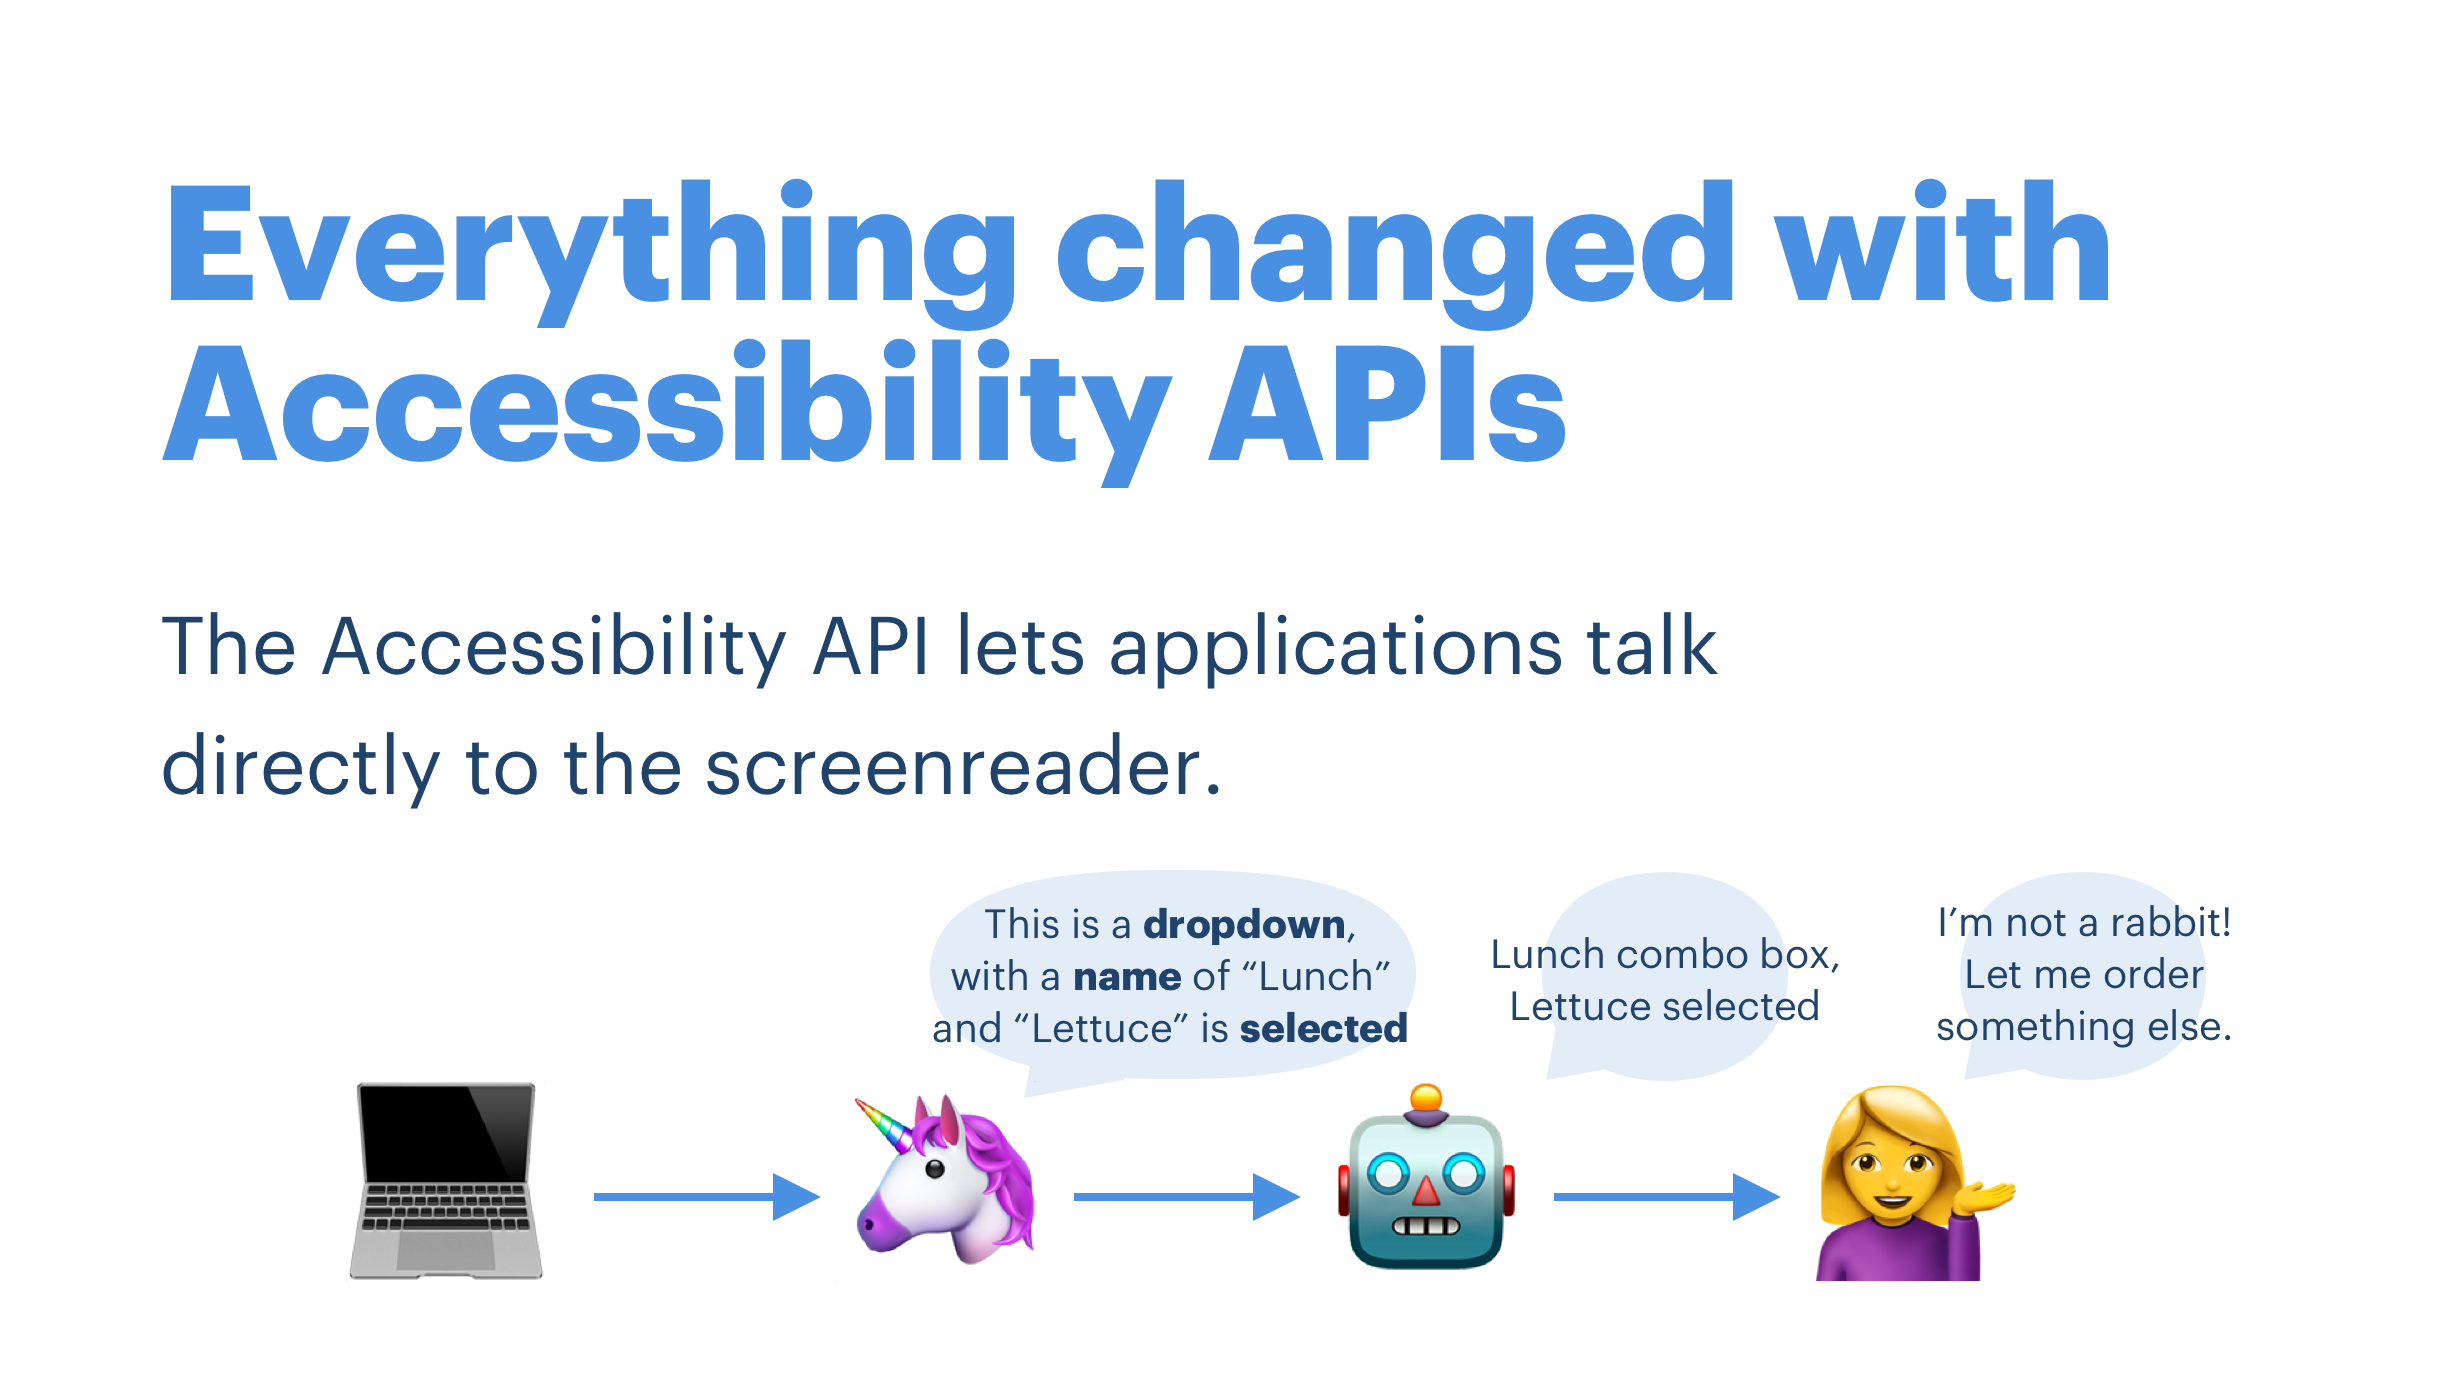 Everything changed with
Accessibility APIs
The Accessibility API lets applications talk
directly to the screenreader.
This is a dropdown,
with a name of “Lunch”
and “Lettuce” is selected
Lunch combo box,
Lettuce selected
I’m not a rabbit!
Let me order
something else.